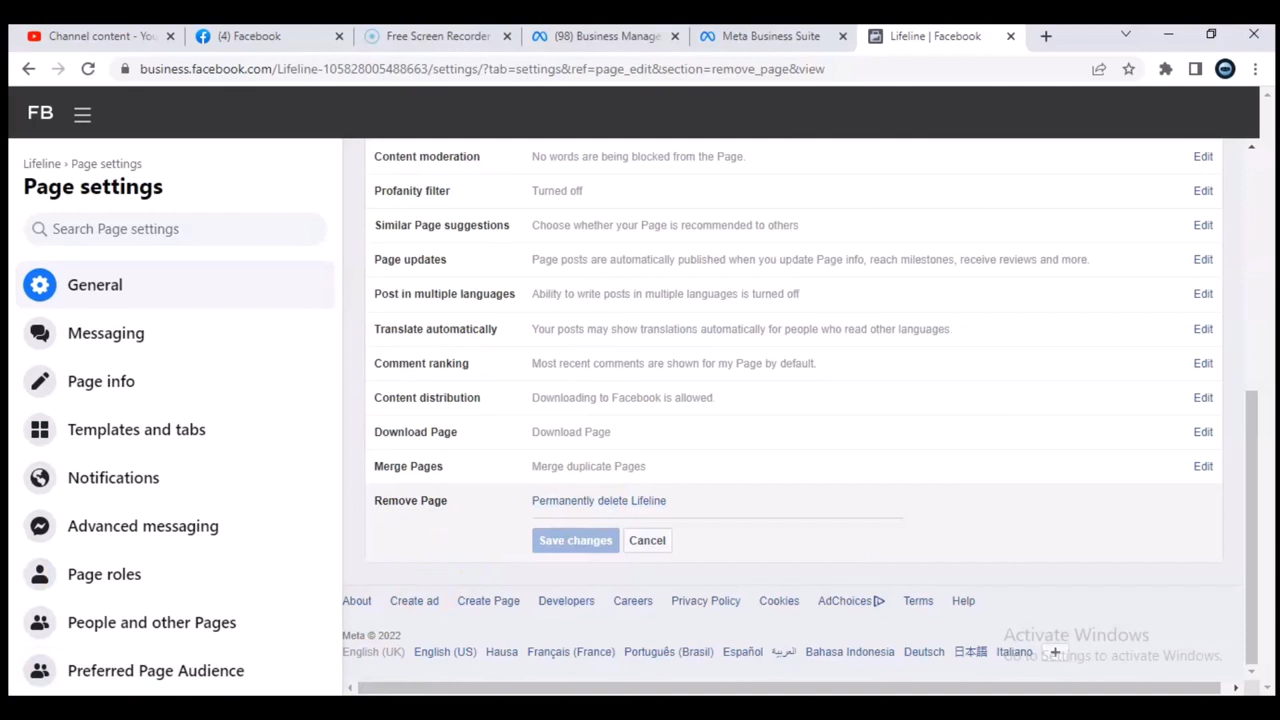 Channel content - You
(4) Facebook
Free Screen Recorder
(98) Business Manage
Meta Business Suite
Lifeline | Facebook
business.facebook.com/Lifeline-105828005488663/settings/?tab=settings&ref=page_edit&section=remove_page&view
FB
Lifeline › Page settings
Page settings
Search Page settings
General
Messaging
Page info
Templates and tabs
Notifications
Advanced messaging
Page roles
People and other Pages
Preferred Page Audience
Content moderation No words are being blocked from the Page. Edit
Profanity filter Turned off Edit
Similar Page suggestions Choose whether your Page is recommended to others Edit
Page updates Page posts are automatically published when you update Page info, reach milestones, receive reviews and more. Edit
Post in multiple languages Ability to write posts in multiple languages is turned off Edit
Translate automatically Your posts may show translations automatically for people who read other languages. Edit
Comment ranking Most recent comments are shown for my Page by default. Edit
Content distribution Downloading to Facebook is allowed. Edit
Download Page Download Page Edit
Merge Pages Merge duplicate Pages Edit
Remove Page Permanently delete Lifeline
Save changes Cancel
About Create ad Create Page Developers Careers Privacy Policy Cookies AdChoices Terms Help
Meta © 2022
English (UK) English (US) Hausa Français (France) Português (Brasil) Español العربية Bahasa Indonesia Deutsch 日本語 Italiano
Activate Windows
Go to Settings to activate Windows.